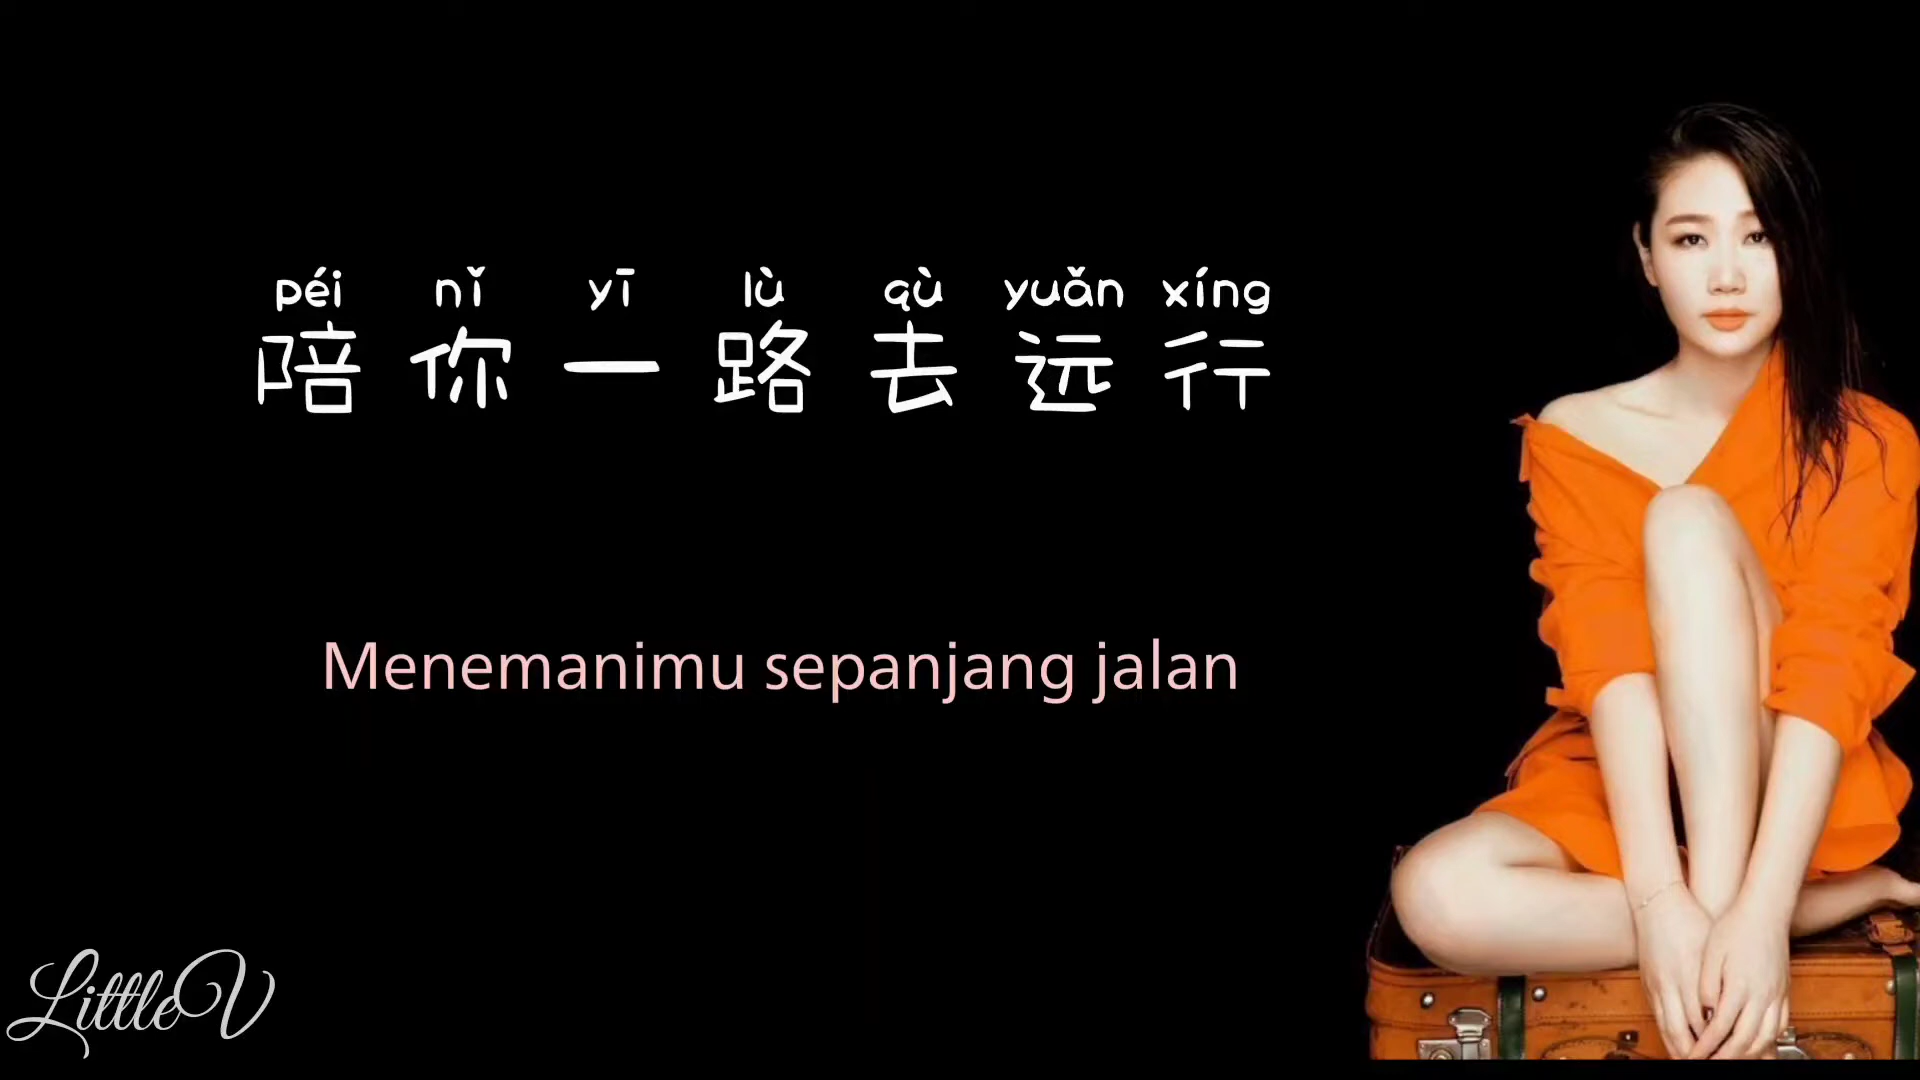 péi nǐ yī lù qù yuǎn xíng
陪你一路去远行
Menemanimu sepanjang jalan
LittleV